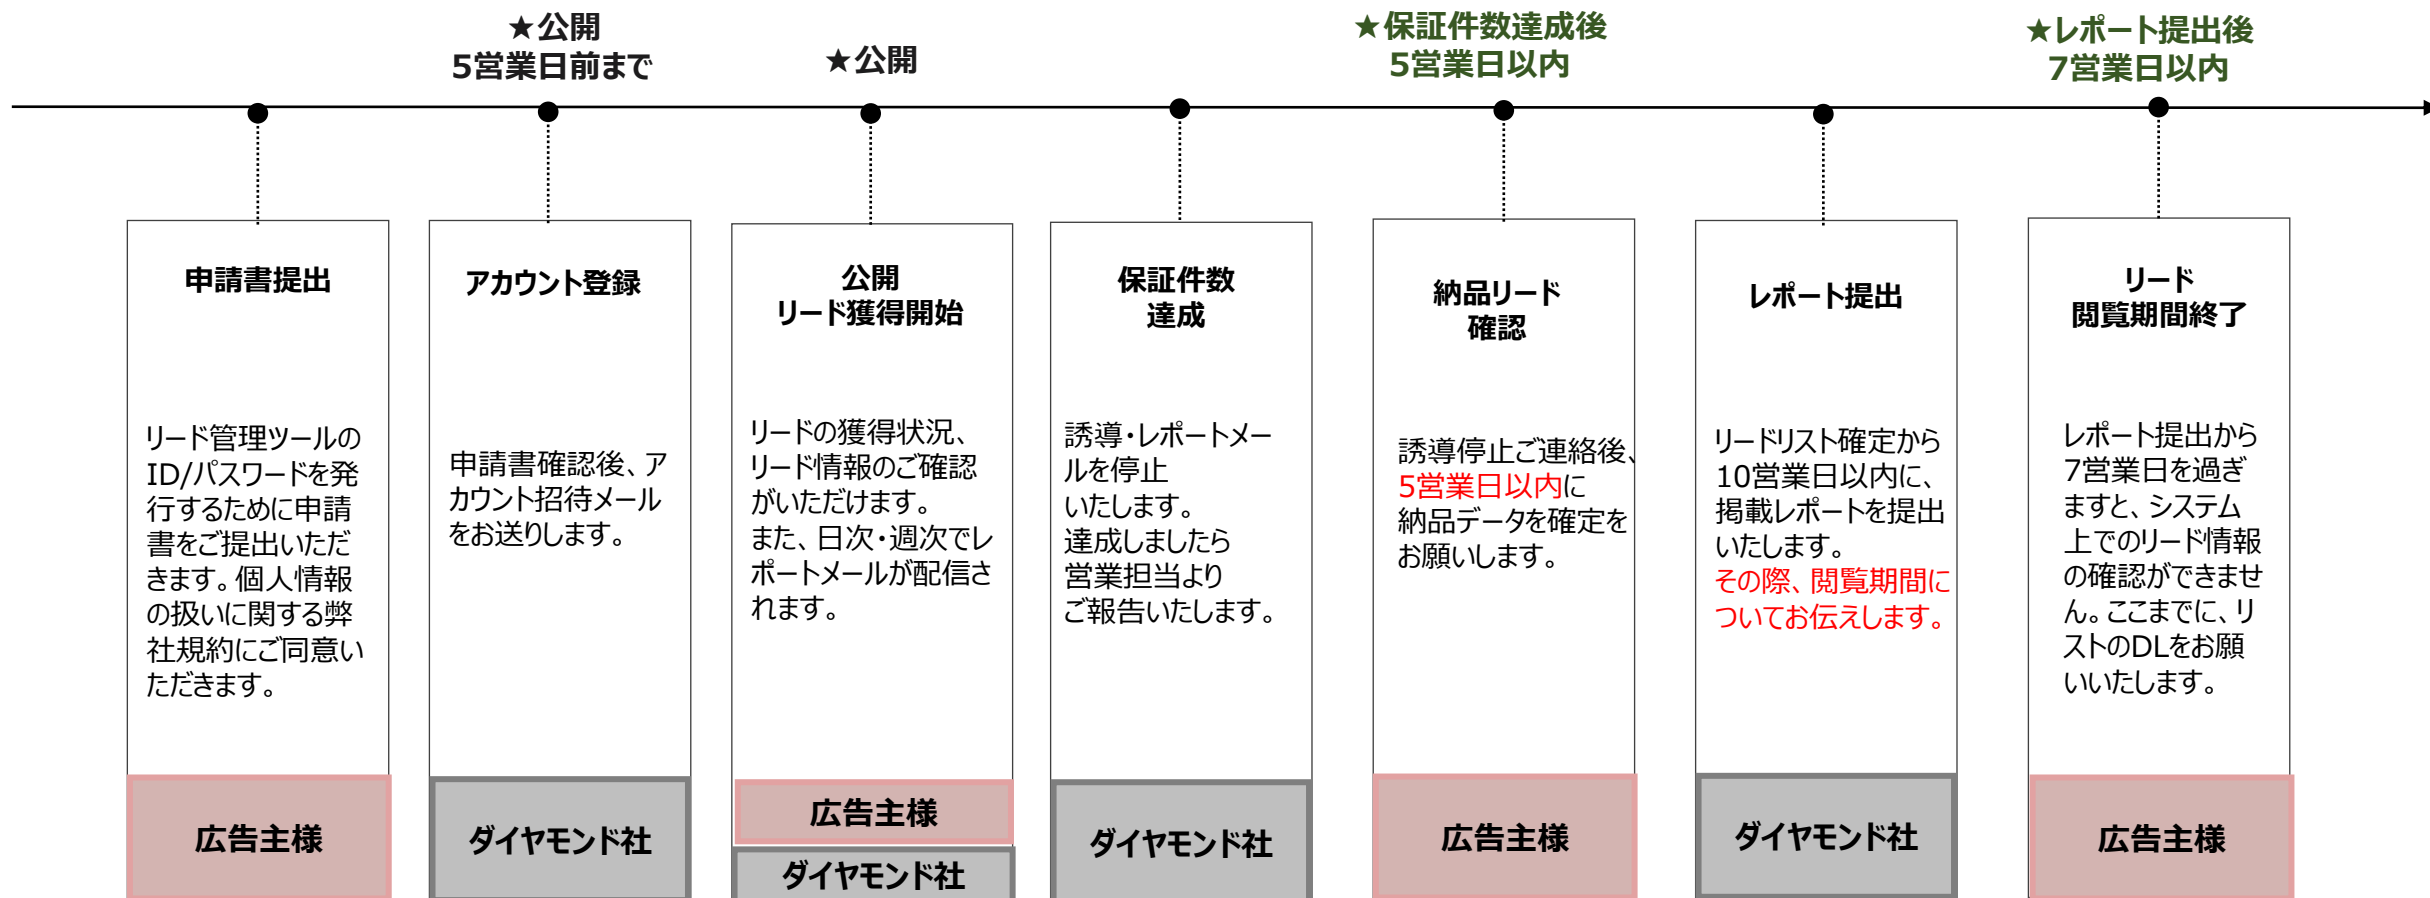 ★公開
5営業日前まで
★公開
★保証件数達成後
5営業日以内
★レポート提出後
7営業日以内
申請書提出
リード管理ツールの
ID/パスワードを発
行するために申請
書をご提出いただ
きます。個人情報
の扱いに関する弊
社規約にご同意い
ただきます。
広告主様
アカウント登録
申請書確認後、ア
カウント招待メール
をお送りします。
ダイヤモンド社
公開
リード獲得開始
リードの獲得状況、
リード情報のご確認
がいただけます。
また、日次・週次でレ
ポートメールが配信さ
れます。
広告主様
ダイヤモンド社
保証件数
達成
誘導・レポートメー
ルを停止
いたします。
達成しましたら
営業担当より
ご報告いたします。
ダイヤモンド社
納品リード
確認
誘導停止ご連絡後、
5営業日以内に
納品データを確定を
お願いします。
広告主様
レポート提出
リードリスト確定から
10営業日以内に、
掲載レポートを提出
いたします。
その際、閲覧期間に
ついてお伝えします。
ダイヤモンド社
リード
閲覧期間終了
レポート提出から
7営業日を過ぎ
ますと、システム
上でのリード情報
の確認ができませ
ん。ここまでに、リ
ストのDLをお願
いいたします。
広告主様